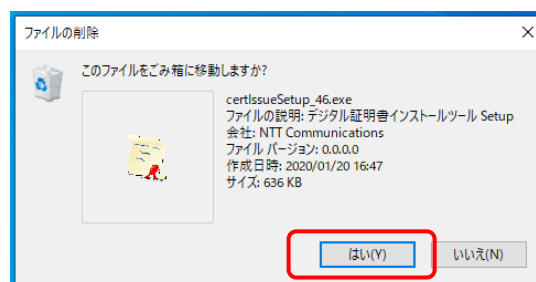 ファイルの削除
このファイルをごみ箱に移動しますか?
certIssueSetup_46.exe
ファイルの説明: デジタル証明書インストールツール Setup
会社: NTT Communications
ファイル バージョン: 0.0.0.0
作成日時: 2020/01/20 16:47
サイズ: 636 KB
はい(Y)
いいえ(N)